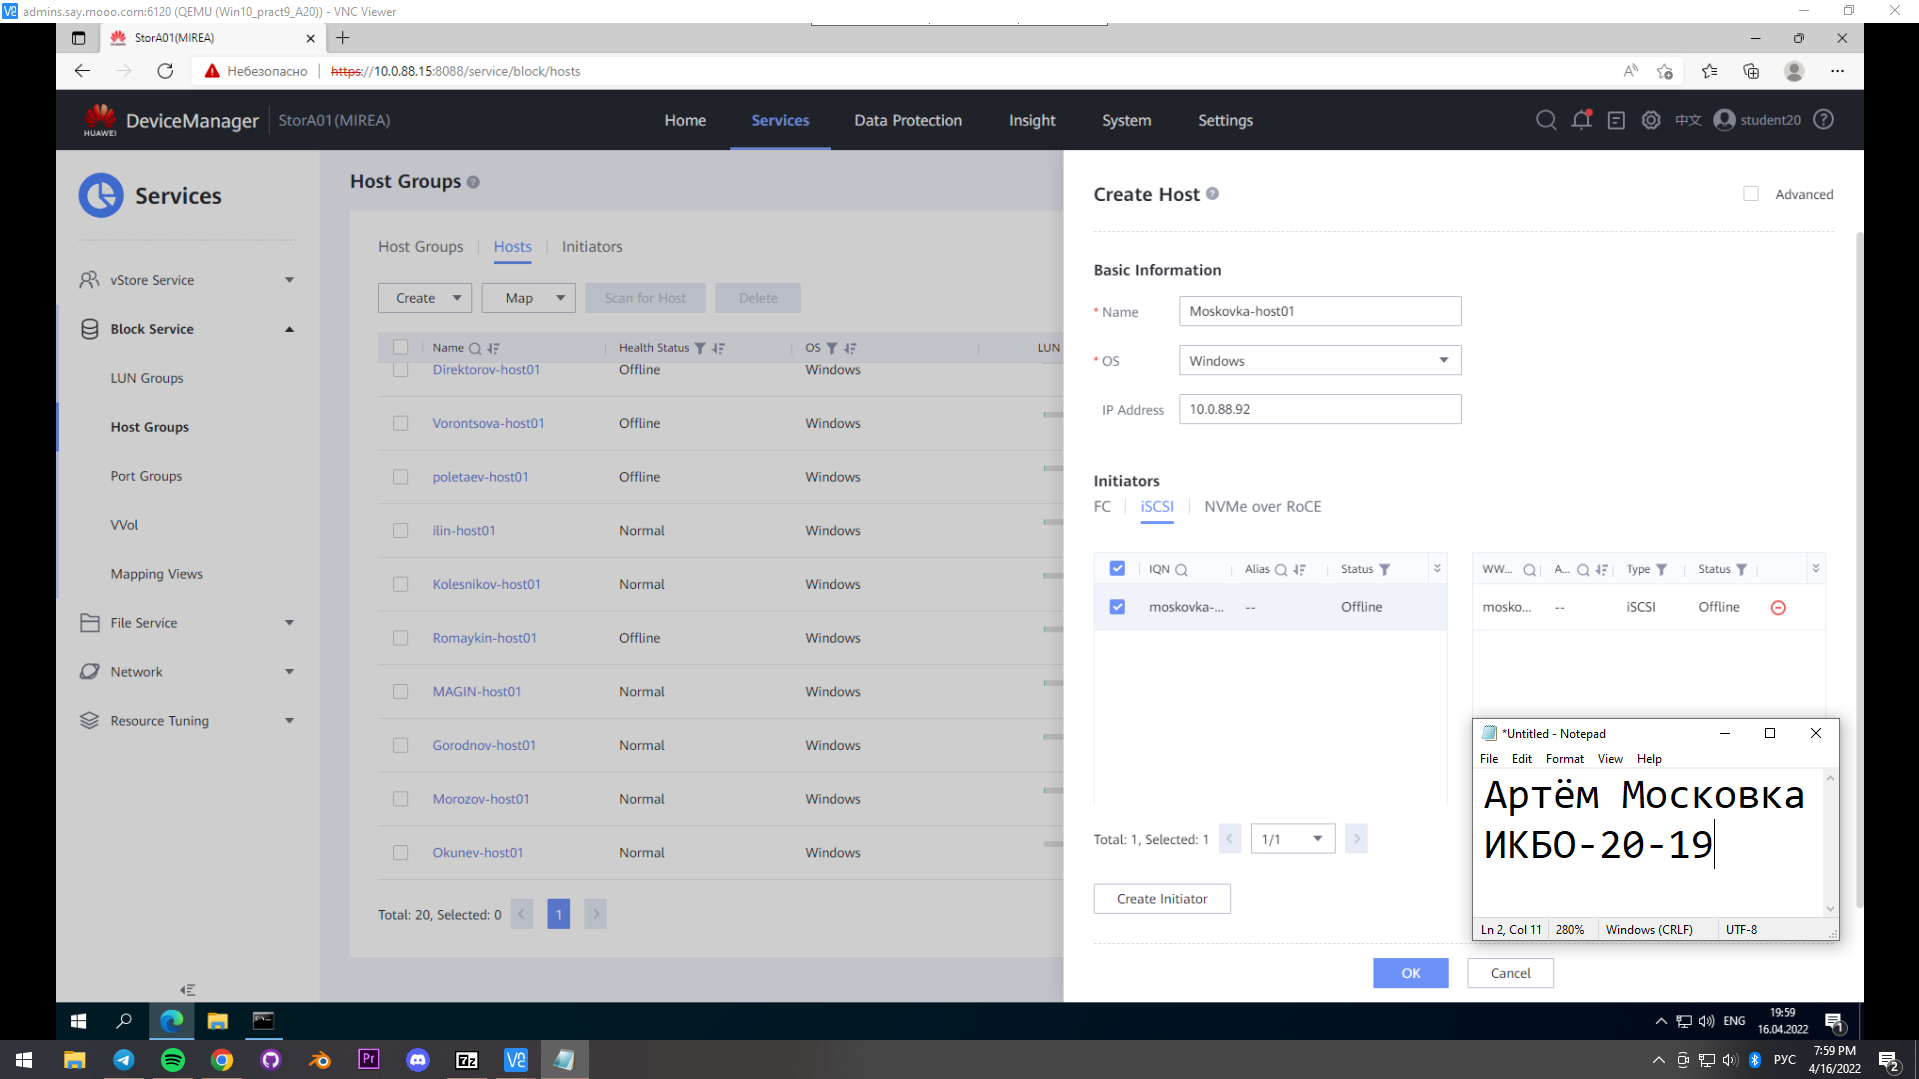 admins.say.mooo.com:6120 (QEMU (Win10_pract9_A20)) - VNC Viewer
StorA01(MIREA)
Небезопасно
https://10.0.88.15:8088/service/block/hosts
HUAWEI
DeviceManager
StorA01(MIREA)
Home
Services
Data Protection
Insight
System
Settings
中文
student20
Services
vStore Service
Block Service
LUN Groups
Host Groups
Port Groups
VVol
Mapping Views
File Service
Network
Resource Tuning
Host Groups
Host Groups
Hosts
Initiators
Create
Map
Scan for Host
Delete
Name
Health Status
OS
LUN
Direktorov-host01 Offline Windows
Vorontsova-host01 Offline Windows
poletaev-host01 Offline Windows
ilin-host01 Normal Windows
Kolesnikov-host01 Normal Windows
Romaykin-host01 Offline Windows
MAGIN-host01 Normal Windows
Gorodnov-host01 Normal Windows
Morozov-host01 Normal Windows
Okunev-host01 Normal Windows
Total: 20, Selected: 0
1
Create Host
Advanced
Basic Information
* Name Moskovka-host01
* OS Windows
IP Address 10.0.88.92
Initiators
FC
iSCSI
NVMe over RoCE
IQN Alias Status
moskovka-... -- Offline
WW... A... Type Status
mosko... -- iSCSI Offline
Total: 1, Selected: 1
1/1
Create Initiator
OK
Cancel
*Untitled - Notepad
File Edit Format View Help
Артём Московка
ИКБО-20-19
Ln 2, Col 11 280% Windows (CRLF) UTF-8
ENG
19:59
16.04.2022
1
Pr
7z
VE
РУС
7:59 PM
4/16/2022
2